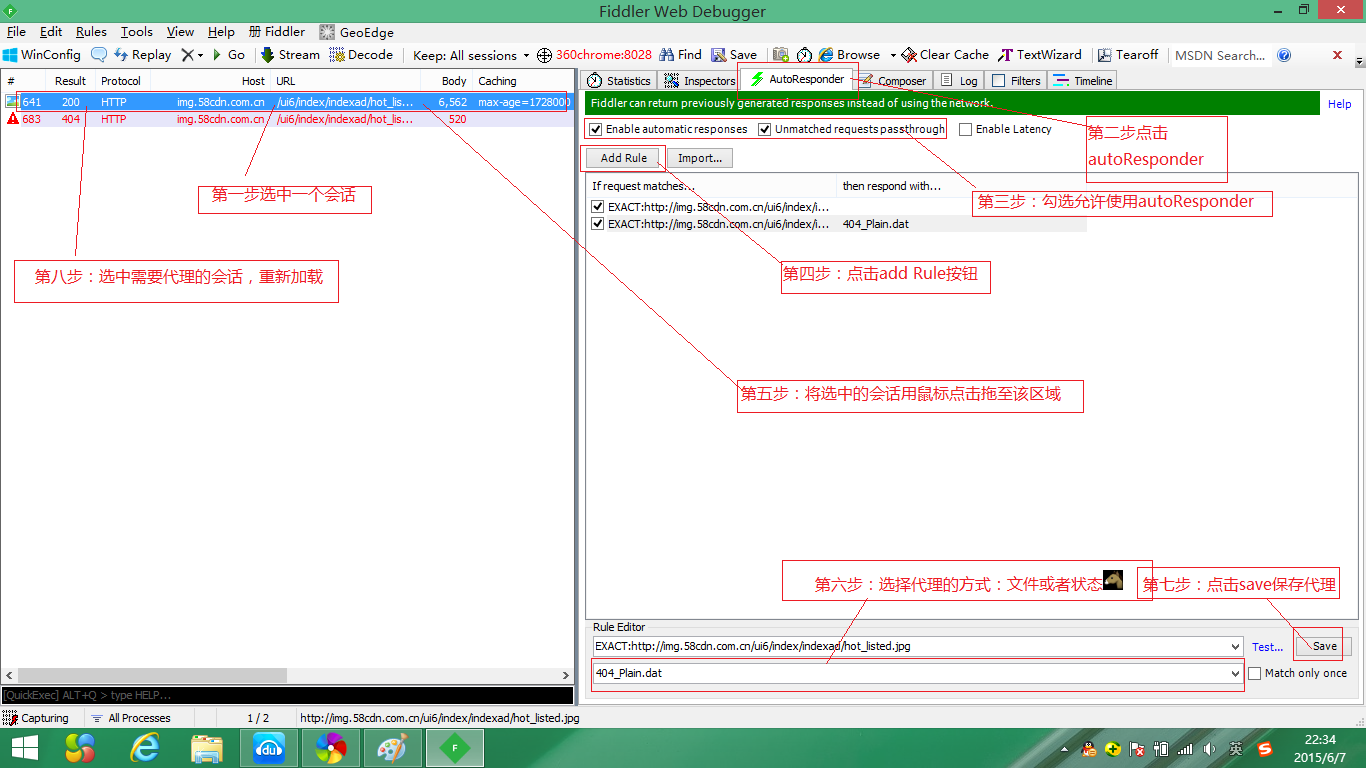 Fiddler Web Debugger
File Edit Rules Tools View Help Fiddler GeoEdge
WinConfig Replay Go Stream Decode Keep: All sessions 360chrome:8028 Find Save Browse Clear Cache TextWizard Tearoff MSDN Search...
# Result Protocol Host URL Body Caching
641 200 HTTP img.58cdn.com.cn /ui6/index/indexad/hot_lis... 6,562 max-age=1728000
683 404 HTTP img.58cdn.com.cn /ui6/index/indexad/hot_lis... 520
第一步选中一个会话
第八步：选中需要代理的会话，重新加载
Statistics Inspectors AutoResponder Composer Log Filters Timeline
Fiddler can return previously generated responses instead of using the network.
Help
Enable automatic responses Unmatched requests passthrough Enable Latency
第二步点击
autoResponder
Add Rule Import...
If request matches... then respond with...
第三步：勾选允许使用autoResponder
EXACT:http://img.58cdn.com.cn/ui6/index/i...
EXACT:http://img.58cdn.com.cn/ui6/index/i... 404_Plain.dat
第四步：点击add Rule按钮
第五步：将选中的会话用鼠标点击拖至该区域
第六步：选择代理的方式：文件或者状态
第七步：点击save保存代理
Rule Editor
EXACT:http://img.58cdn.com.cn/ui6/index/indexad/hot_listed.jpg Test... Save
404_Plain.dat Match only once
[QuickExec] ALT+Q > type HELP...
Capturing All Processes 1 / 2 http://img.58cdn.com.cn/ui6/index/indexad/hot_listed.jpg
du
英
22:34
2015/6/7